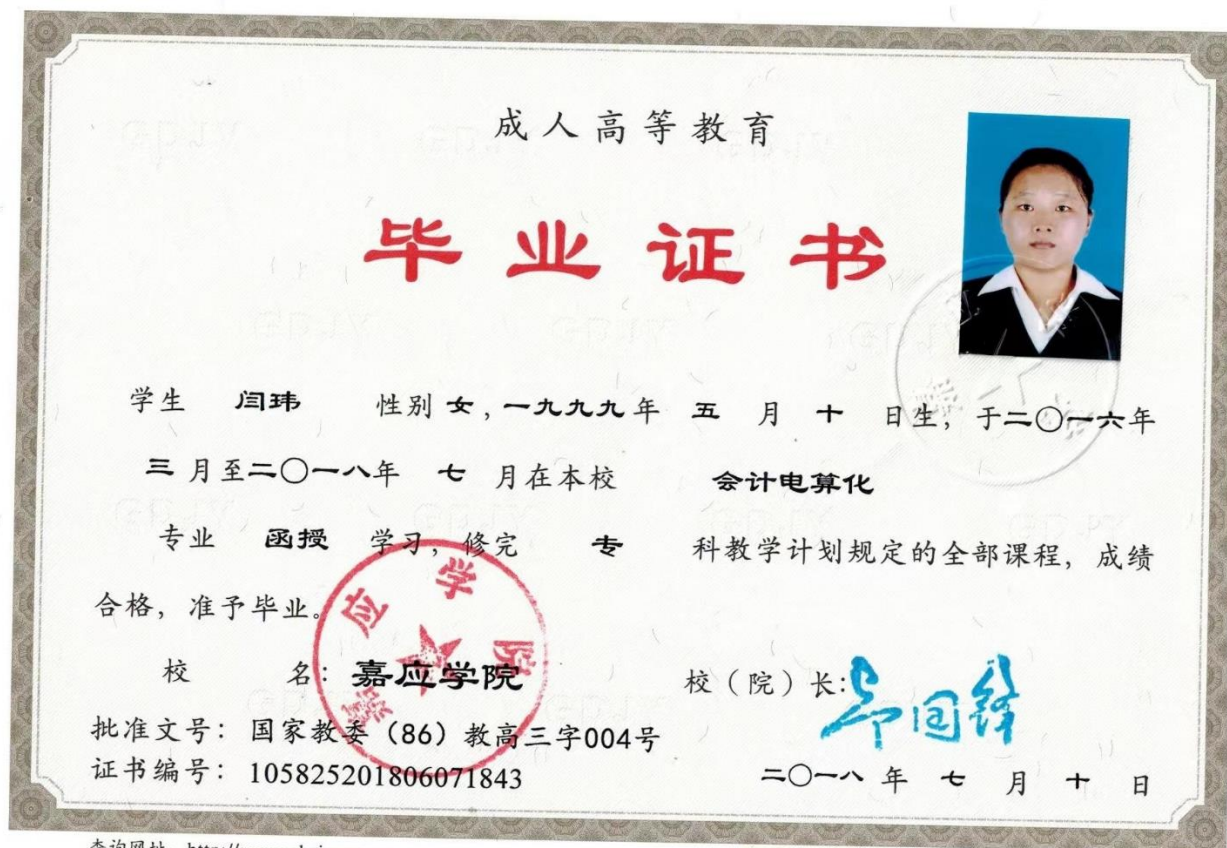 成人高等教育
毕业证书
学生 闫玮 性别 女，一九九九年 五 月 十 日生，于二〇一六年
三 月至二〇一八年 七 月在本校 会计电算化
专业 函授 学习，修完 专 科教学计划规定的全部课程，成绩
合格，准予毕业。
嘉应学院
校 名：嘉应学院
校（院）长：
批准文号：国家教委（86）教高三字004号
证书编号：105825201806071843
二〇一八 年 七 月 十 日